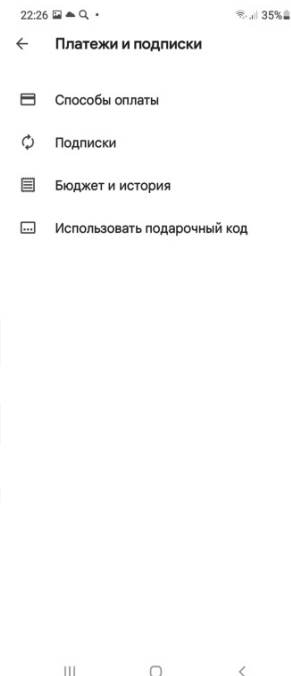 22:26 35%
Платежи и подписки
Способы оплаты
Подписки
Бюджет и история
Использовать подарочный код